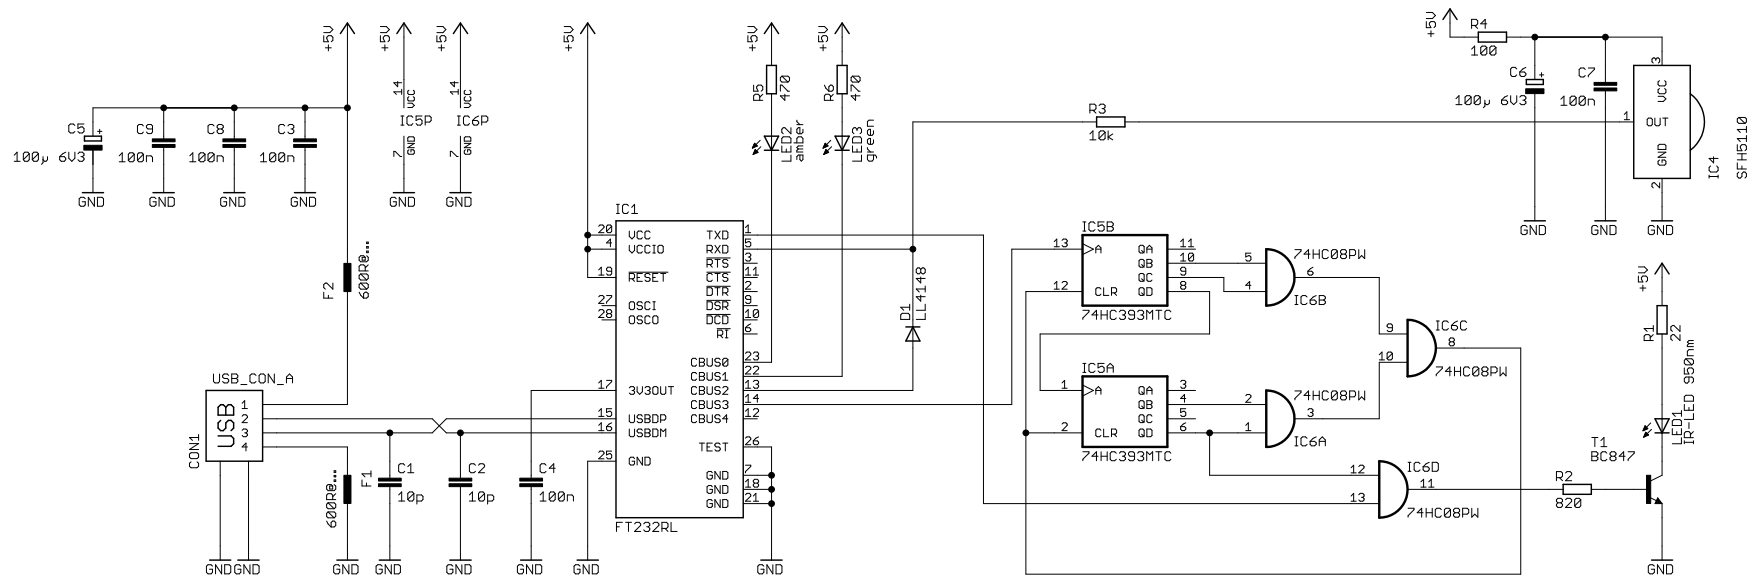 +5V
+5V
+5V
+5V
+5V
+5V
R4
100
C5
+
100µ 6V3
C9
100n
C8
100n
C3
100n
14
VCC
IC5P
7
GND
14
VCC
IC6P
7
GND
R5
470
R6
470
LED2
amber
LED3
green
R3
10k
C6
+
100µ 6V3
C7
100n
3
VCC
1
OUT
GND
2
IC4
SFH5110
GND
GND
GND
GND
GND
GND
GND
GND
GND
F2
600R@...
IC1
20
VCC
4
VCCIO
19
RESET
27
OSCI
28
OSCO
17
3V3OUT
15
USBDP
16
USBDM
25
GND
TXD
1
RXD
5
RTS
3
CTS
11
DTR
2
DSR
9
DCD
10
RI
6
CBUS0
23
CBUS1
22
CBUS2
13
CBUS3
14
CBUS4
12
TEST
26
GND
7
GND
18
GND
21
FT232RL
D1
LL4148
IC5B
13
A
12
CLR
QA
11
QB
10
QC
9
QD
8
74HC393MTC
5
4
74HC08PW
6
IC6B
IC5A
1
A
2
CLR
QA
3
QB
4
QC
5
QD
6
74HC393MTC
2
1
74HC08PW
3
IC6A
9
10
IC6C
8
74HC08PW
12
13
IC6D
11
74HC08PW
+5V
R1
22
LED1
IR-LED 950nm
T1
BC847
R2
820
GND
USB_CON_A
CON1
USB
1
2
3
4
600R@...
F1
C1
10p
C2
10p
C4
100n
GND
GND
GND
GND
GND
GND
GND
GND